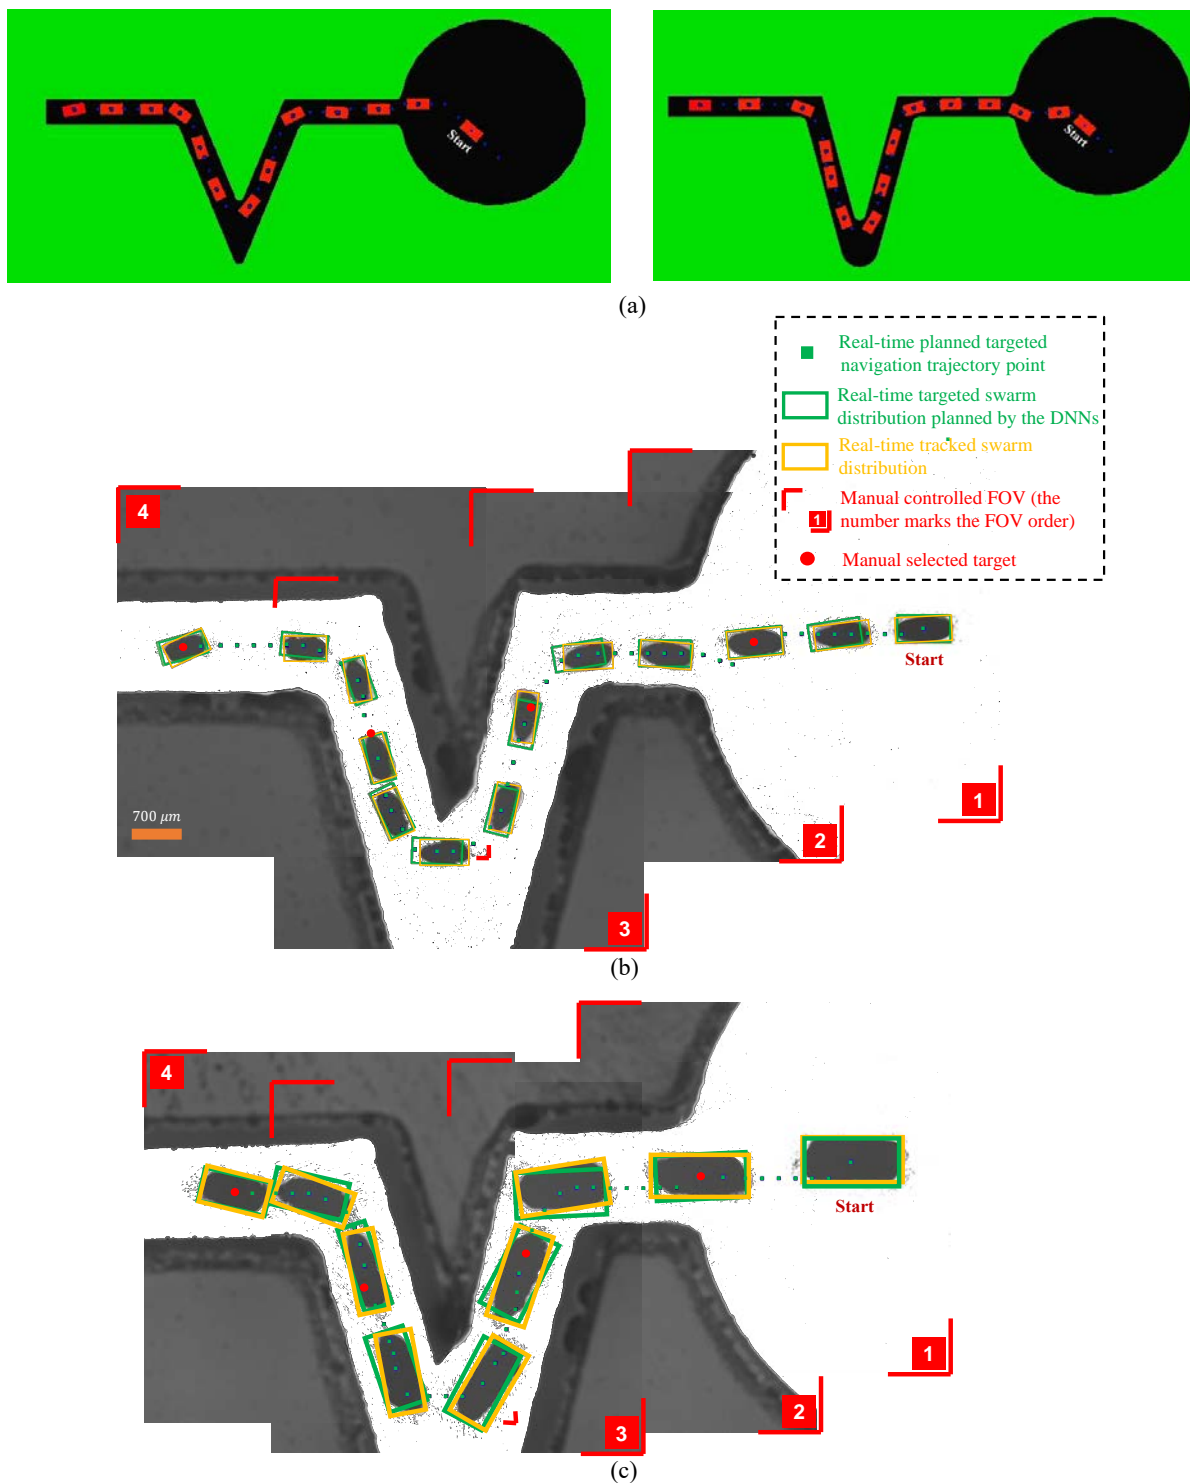 Start
Start
(a)
Real-time planned targeted
navigation trajectory point
Real-time targeted swarm
distribution planned by the DNNs
Real-time tracked swarm
distribution
Manual controlled FOV (the
1 number marks the FOV order)
Manual selected target
4
Start
1
700 μm
2
3
(b)
4
Start
1
2
3
(c)